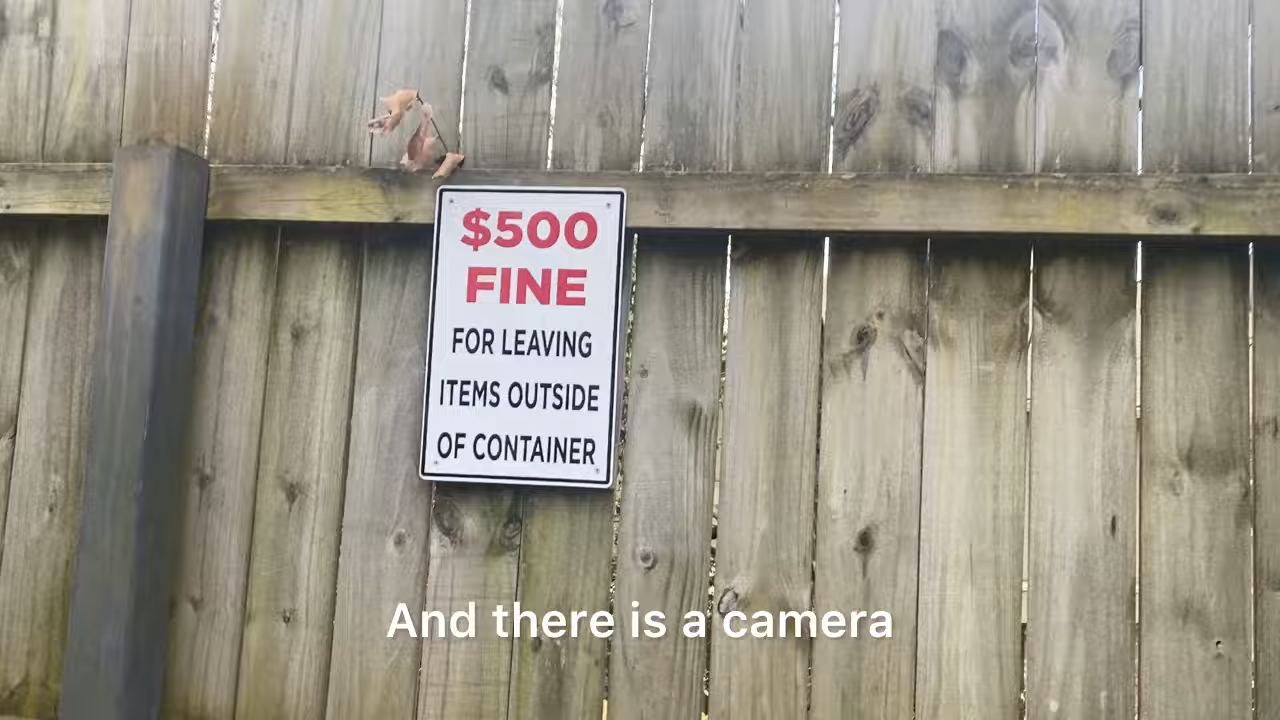 $500
FINE
FOR LEAVING
ITEMS OUTSIDE
OF CONTAINER
And there is a camera